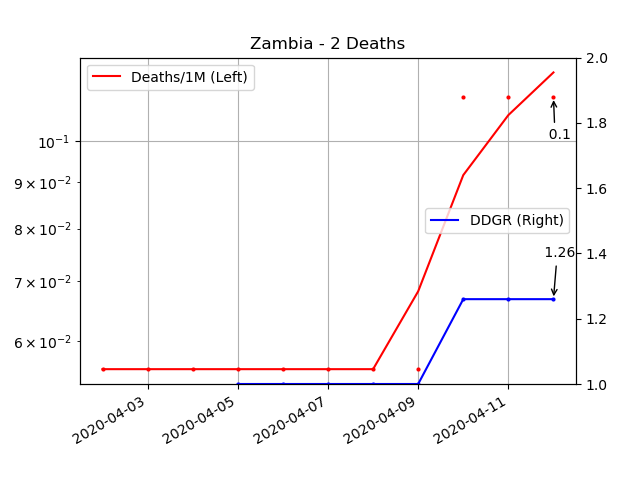 Zambia - 2 Deaths
Deaths/1M (Left)
DDGR (Right)
10⁻¹
9 × 10⁻²
8 × 10⁻²
7 × 10⁻²
6 × 10⁻²
2.0
1.8
1.6
1.4
1.2
1.0
0.1
1.26
2020-04-03
2020-04-05
2020-04-07
2020-04-09
2020-04-11